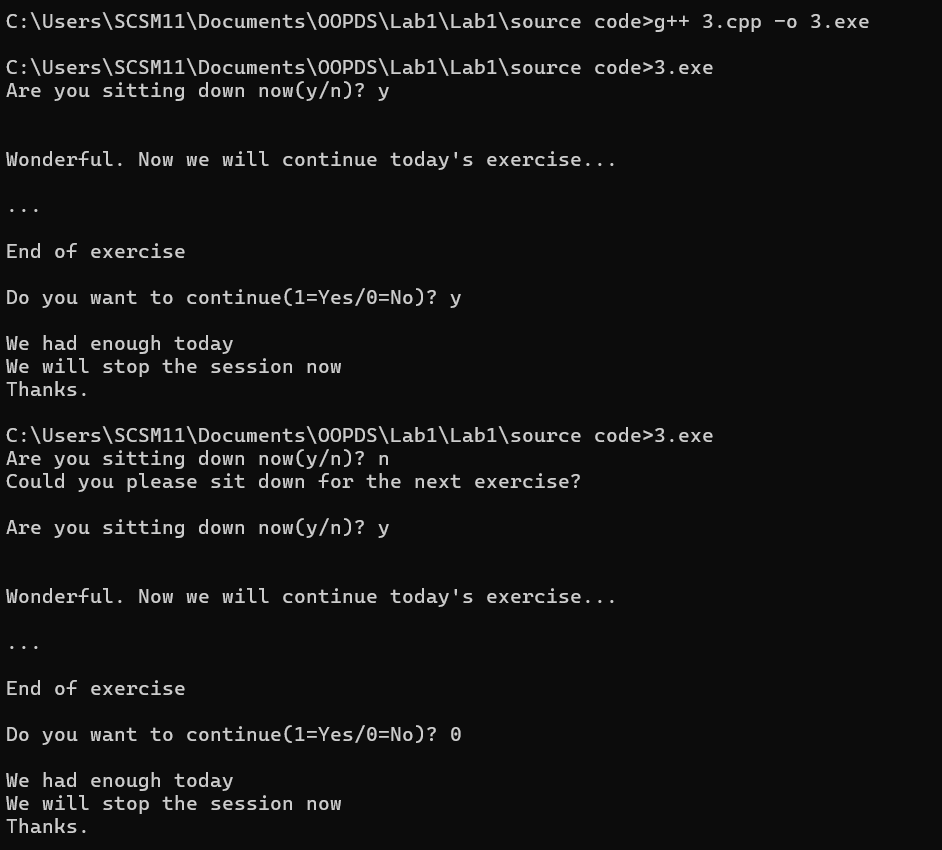 C:\Users\SCSM11\Documents\OOPDS\Lab1\Lab1\source code>g++ 3.cpp -o 3.exe
C:\Users\SCSM11\Documents\OOPDS\Lab1\Lab1\source code>3.exe
Are you sitting down now(y/n)? y
Wonderful. Now we will continue today's exercise...
...
End of exercise
Do you want to continue(1=Yes/0=No)? y
We had enough today
We will stop the session now
Thanks.
C:\Users\SCSM11\Documents\OOPDS\Lab1\Lab1\source code>3.exe
Are you sitting down now(y/n)? n
Could you please sit down for the next exercise?
Are you sitting down now(y/n)? y
Wonderful. Now we will continue today's exercise...
...
End of exercise
Do you want to continue(1=Yes/0=No)? 0
We had enough today
We will stop the session now
Thanks.